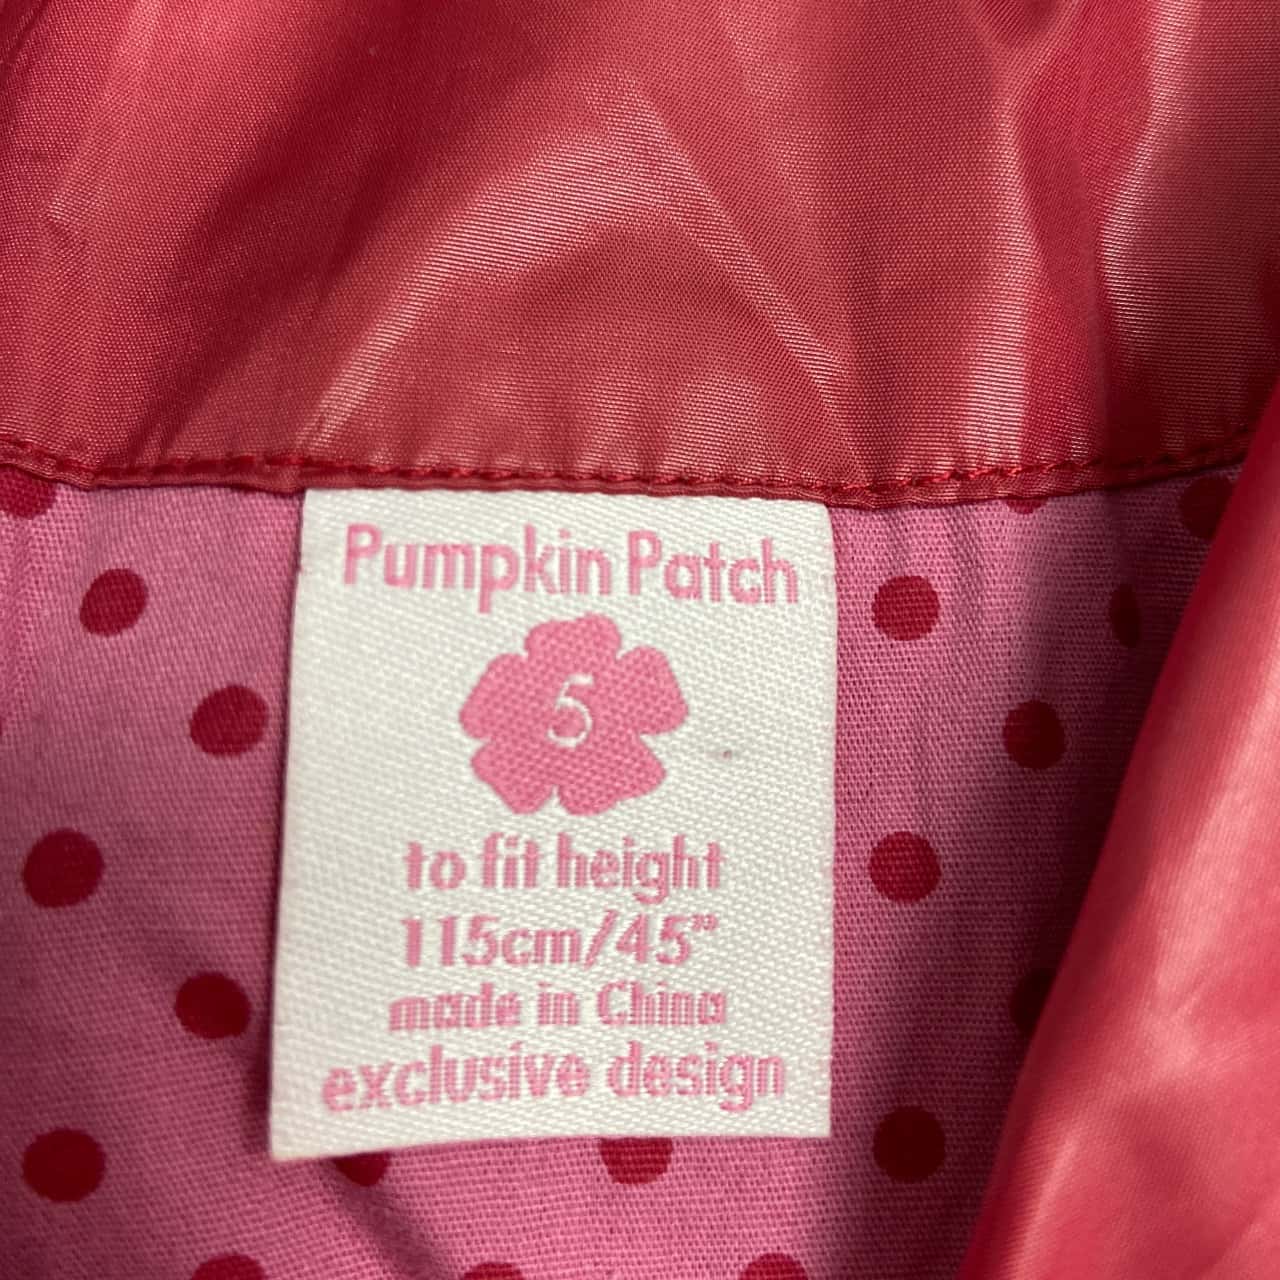 Pumpkin Patch
5
to fit height
115cm/45”
made in China
exclusive design